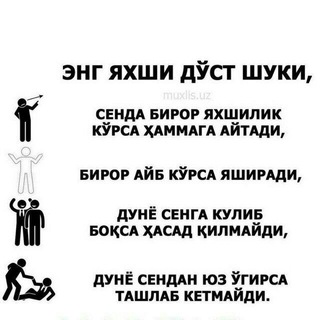 ЭНГ ЯХШИ ДЎСТ ШУКИ,
muxlis.uz
СЕНДА БИРОР ЯХШИЛИК
КЎРСА ҲАММАГА АЙТАДИ,
БИРОР АЙБ КЎРСА ЯШИРАДИ,
ДУНЁ СЕНГА КУЛИБ
БОҚСА ҲАСАД ҚИЛМАЙДИ,
ДУНЁ СЕНДАН ЮЗ ЎГИРСА
ТАШЛАБ КЕТМАЙДИ.